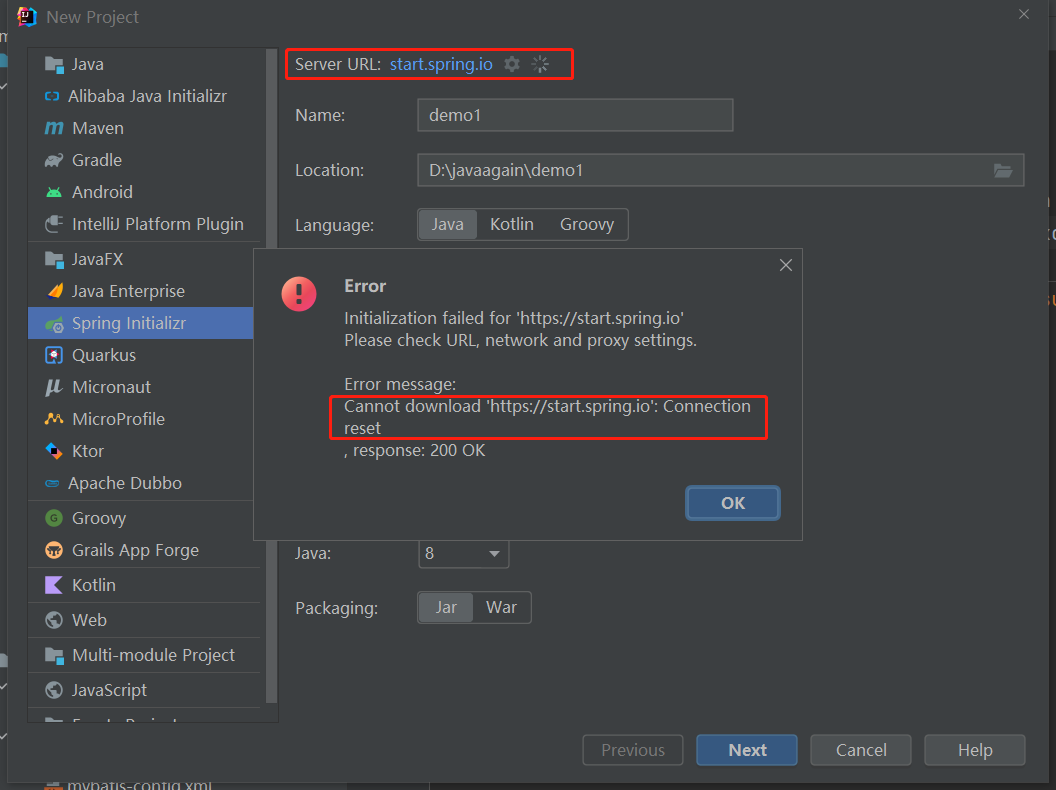 New Project
Java
Alibaba Java Initializr
Maven
Gradle
Android
IntelliJ Platform Plugin
JavaFX
Java Enterprise
Spring Initializr
Quarkus
Micronaut
MicroProfile
Ktor
Apache Dubbo
Groovy
Grails App Forge
Kotlin
Web
Multi-module Project
JavaScript
Server URL: start.spring.io
Name: demo1
Location: D:\javaagain\demo1
Language: Java Kotlin Groovy
Error
Initialization failed for 'https://start.spring.io'
Please check URL, network and proxy settings.
Error message:
Cannot download 'https://start.spring.io': Connection
reset
, response: 200 OK
OK
Java: 8
Packaging: Jar War
Previous Next Cancel Help
mybatis-config.xml